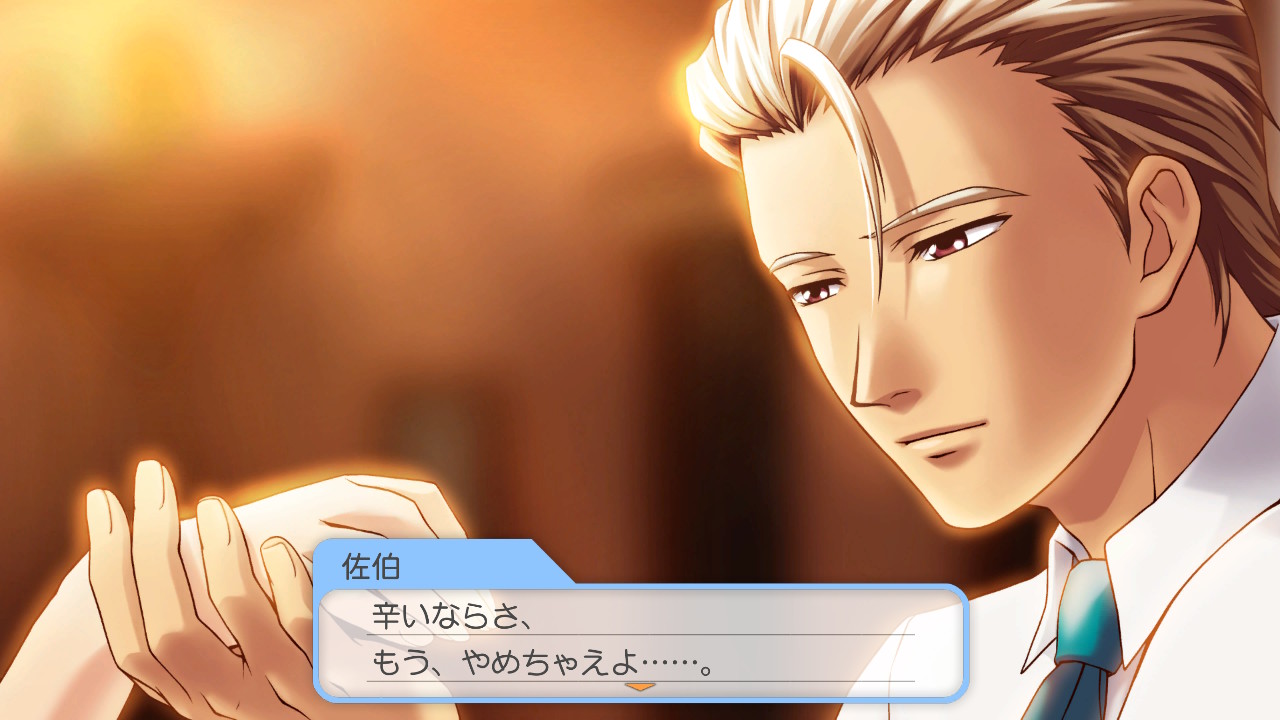 佐伯
辛いならさ、
もう、やめちゃえよ……。